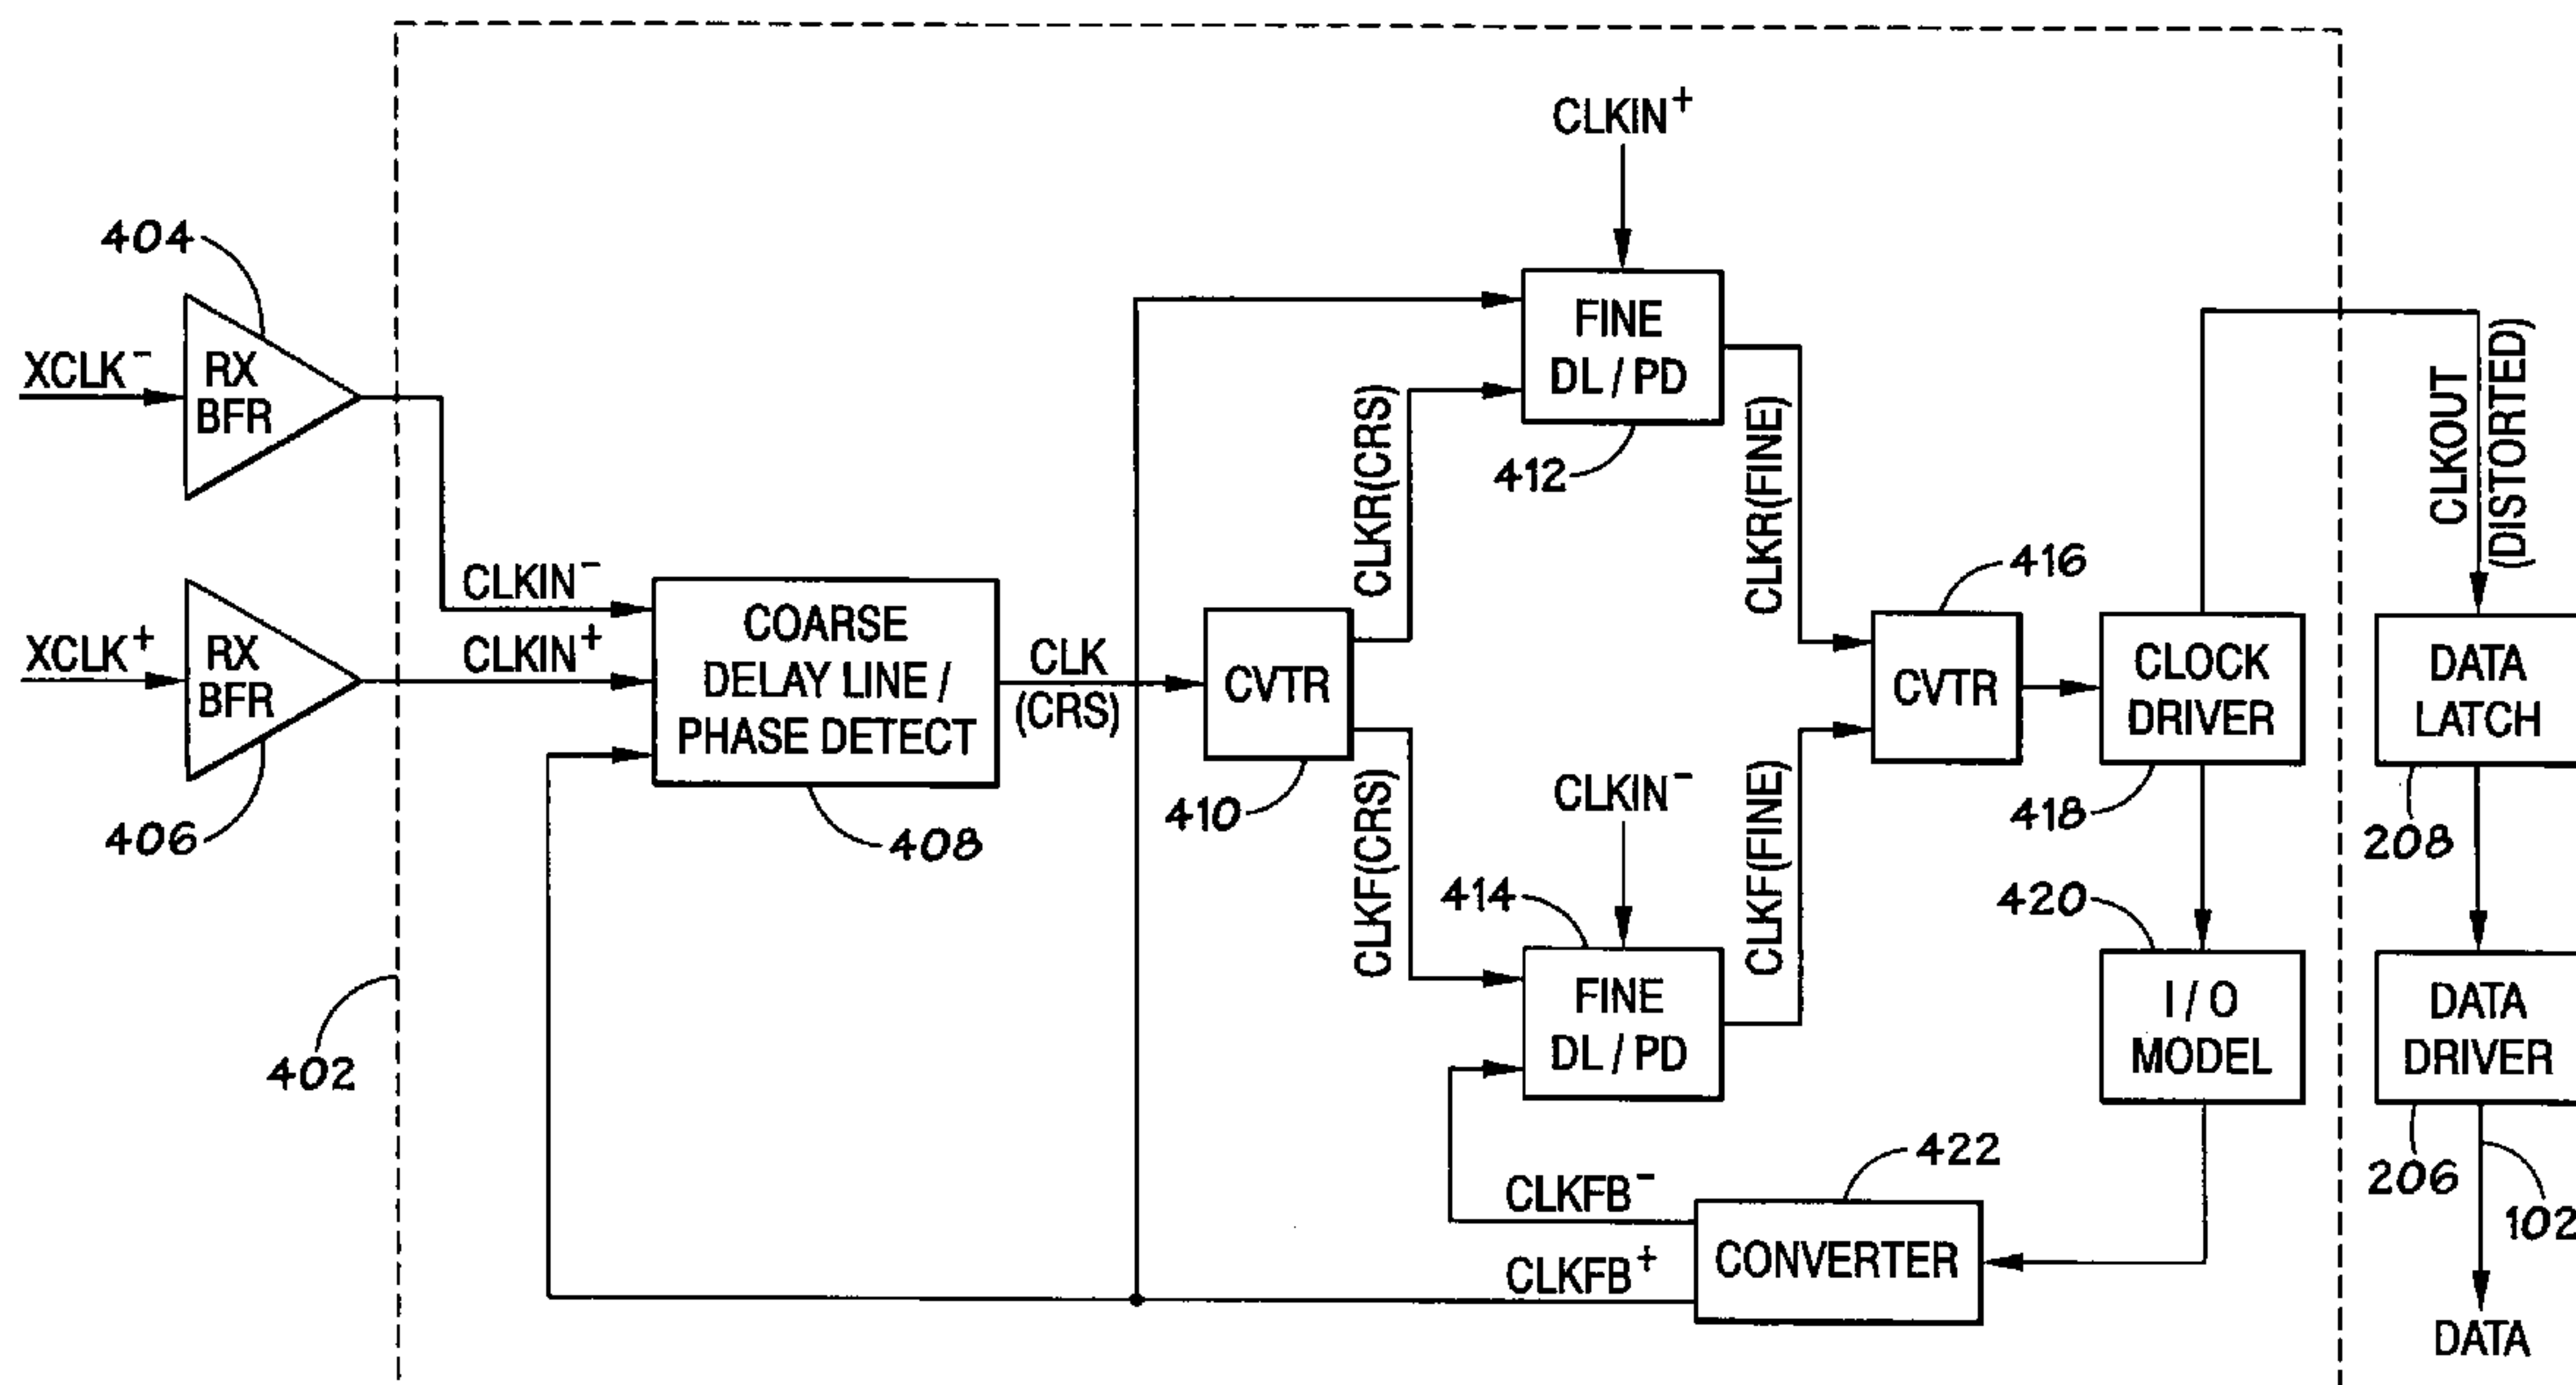 CLKIN+
404
XCLK-
RX
BFR
FINE
DL / PD
412
CLKR(CRS)
CLKR(FINE)
CLKOUT
(DISTORTED)
XCLK+
RX
BFR
406
CLKIN-
CLKIN+
COARSE
DELAY LINE /
PHASE DETECT
408
CLK
(CRS)
CVTR
410
416
CVTR
CLOCK
DRIVER
418
DATA
LATCH
208
CLKF(CRS)
CLKIN-
CLKF(FINE)
414
FINE
DL / PD
420
I / O
MODEL
DATA
DRIVER
206
102
402
422
CLKFB-
CLKFB+
CONVERTER
DATA